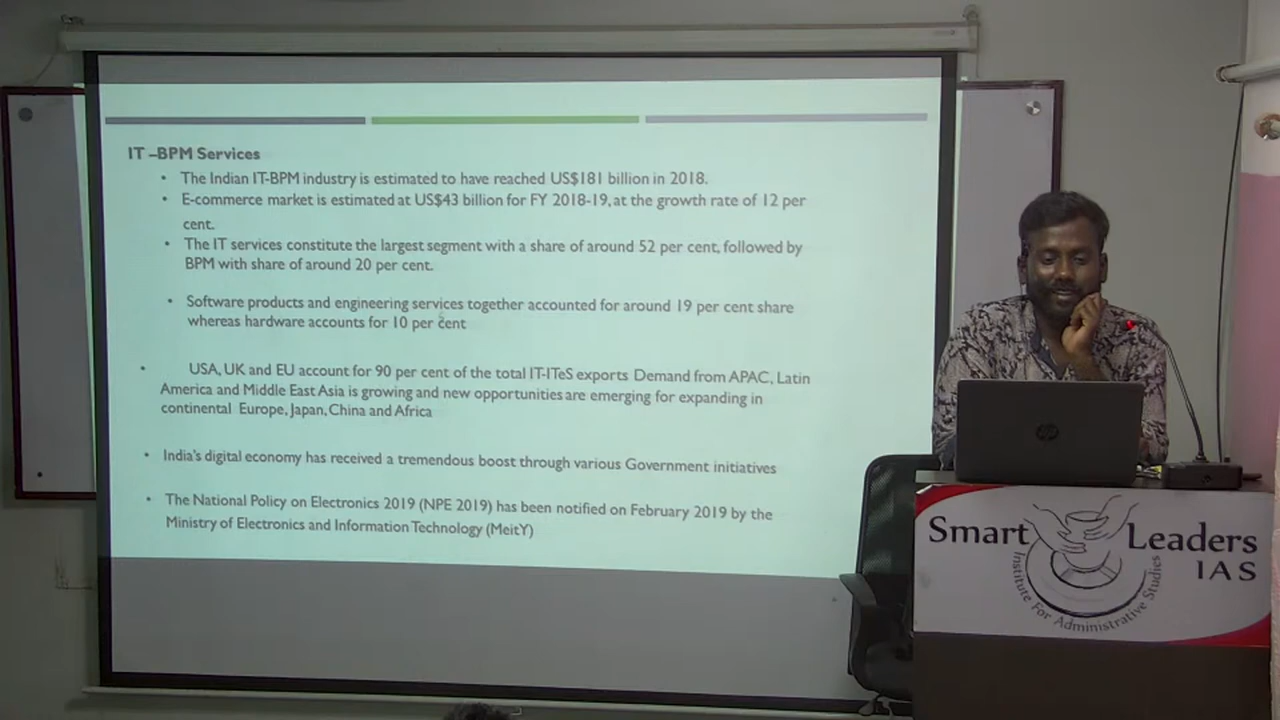 IT –BPM Services
• The Indian IT-BPM industry is estimated to have reached US$181 billion in 2018.
• E-commerce market is estimated at US$43 billion for FY 2018-19, at the growth rate of 12 per
cent.
• The IT services constitute the largest segment with a share of around 52 per cent, followed by
BPM with share of around 20 per cent.
• Software products and engineering services together accounted for around 19 per cent share
whereas hardware accounts for 10 per cent
• USA, UK and EU account for 90 per cent of the total IT-ITeS exports Demand from APAC, Latin
America and Middle East Asia is growing and new opportunities are emerging for expanding in
continental Europe, Japan, China and Africa
• India's digital economy has received a tremendous boost through various Government initiatives
• The National Policy on Electronics 2019 (NPE 2019) has been notified on February 2019 by the
Ministry of Electronics and Information Technology (MeitY)
hp
Smart Leaders
IAS
Institute For Administrative Studies